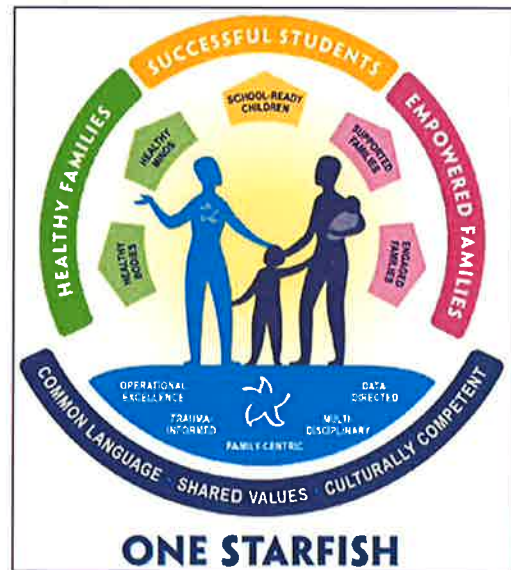 SUCCESSFUL STUDENTS
HEALTHY FAMILIES
EMPOWERED FAMILIES
SCHOOL-READY
CHILDREN
HEALTHY
MINDS
SUPPORTED
FAMILIES
HEALTHY
BODIES
ENGAGED
FAMILIES
OPERATIONAL
EXCELLENCE
DATA
DIRECTED
TRAUMA-
INFORMED
MULTI
DISCIPLINARY
FAMILY-CENTRIC
COMMON LANGUAGE · SHARED VALUES · CULTURALLY COMPETENT
ONE STARFISH